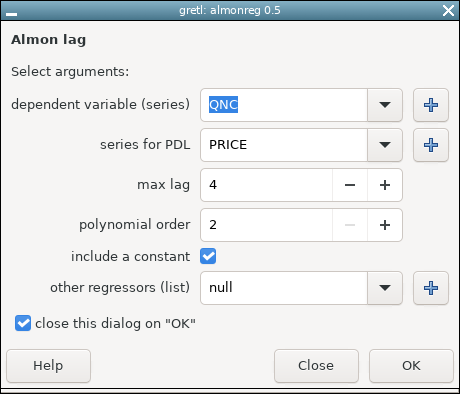 gretl: almonreg 0.5
Almon lag
Select arguments:
dependent variable (series) QNC
series for PDL PRICE
max lag 4
polynomial order 2
include a constant
other regressors (list) null
close this dialog on "OK"
Help Close OK